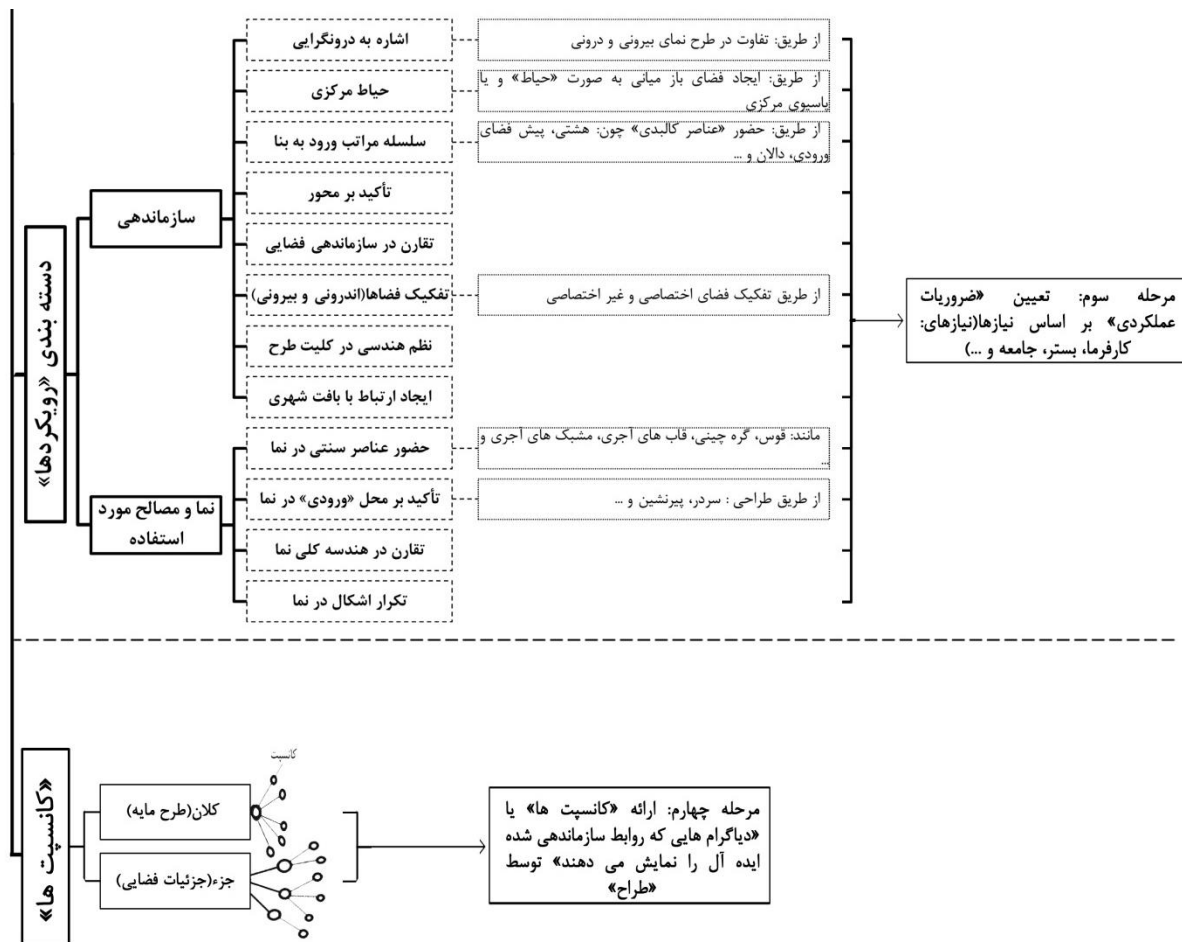 دسته بندی «رویکردها»
سازماندهی
اشاره به درونگرایی
از طریق: تفاوت در طرح نمای بیرونی و درونی
حیاط مرکزی
از طریق: ایجاد فضای باز میانی به صورت «حیاط» و یا
پاسیوی مرکزی
سلسله مراتب ورود به بنا
از طریق: حضور «عناصر کالبدی» چون: هشتی، پیش فضای
ورودی، دالان و ...
تأکید بر محور
تقارن در سازماندهی فضایی
تفکیک فضاها(اندرونی و بیرونی)
از طریق تفکیک فضای اختصاصی و غیر اختصاصی
نظم هندسی در کلیت طرح
ایجاد ارتباط با بافت شهری
نما و مصالح مورد
استفاده
حضور عناصر سنتی در نما
مانند: قوس، گره چینی، قاب های آجری، مشبک های آجری و
...
تأکید بر محل «ورودی» در نما
از طریق طراحی : سردر، پیرنشین و ...
تقارن در هندسه کلی نما
تکرار اشکال در نما
مرحله سوم: تعیین «ضروریات
عملکردی» بر اساس نیازها(نیازهای:
کارفرما، بستر، جامعه و ...)
«کانسپت ها»
کلان(طرح مایه)
جزء(جزئیات فضایی)
کانسپت
مرحله چهارم: ارائه «کانسپت ها» یا
«دیاگرام هایی که روابط سازماندهی شده
ایده آل را نمایش می دهند» توسط
«طراح»